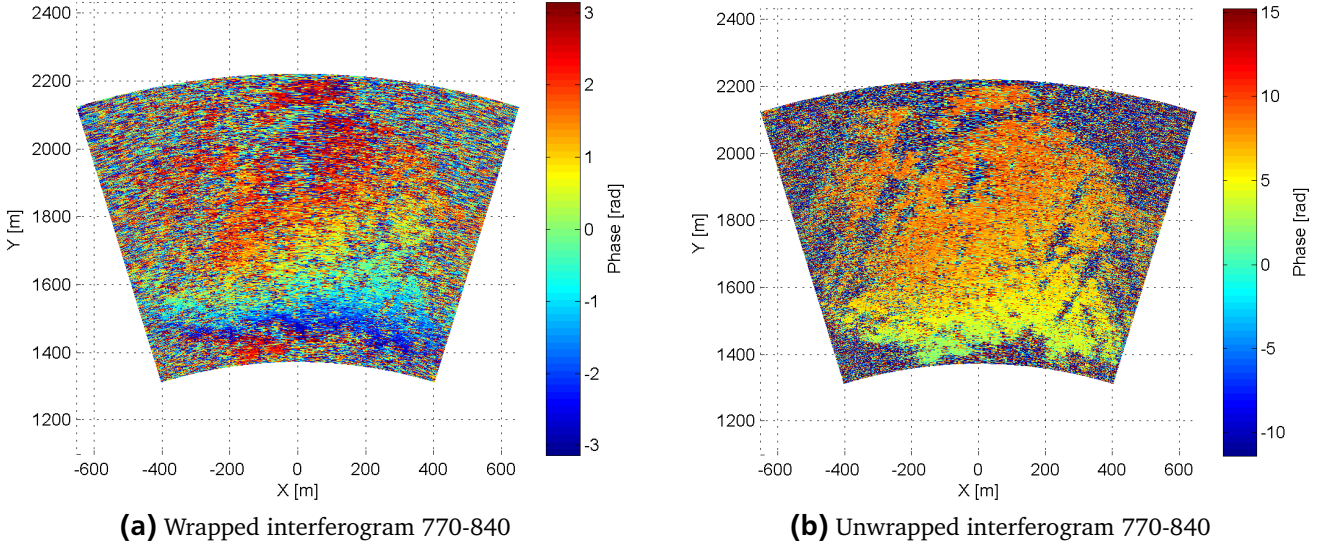 2400
2200
2000
1800
1600
1400
1200
Y [m]
-600 -400 -200 0 200 400 600
X [m]
3
2
1
0
-1
-2
-3
Phase [rad]
(a) Wrapped interferogram 770-840
2400
2200
2000
1800
1600
1400
1200
Y [m]
-600 -400 -200 0 200 400 600
X [m]
15
10
5
0
-5
-10
Phase [rad]
(b) Unwrapped interferogram 770-840